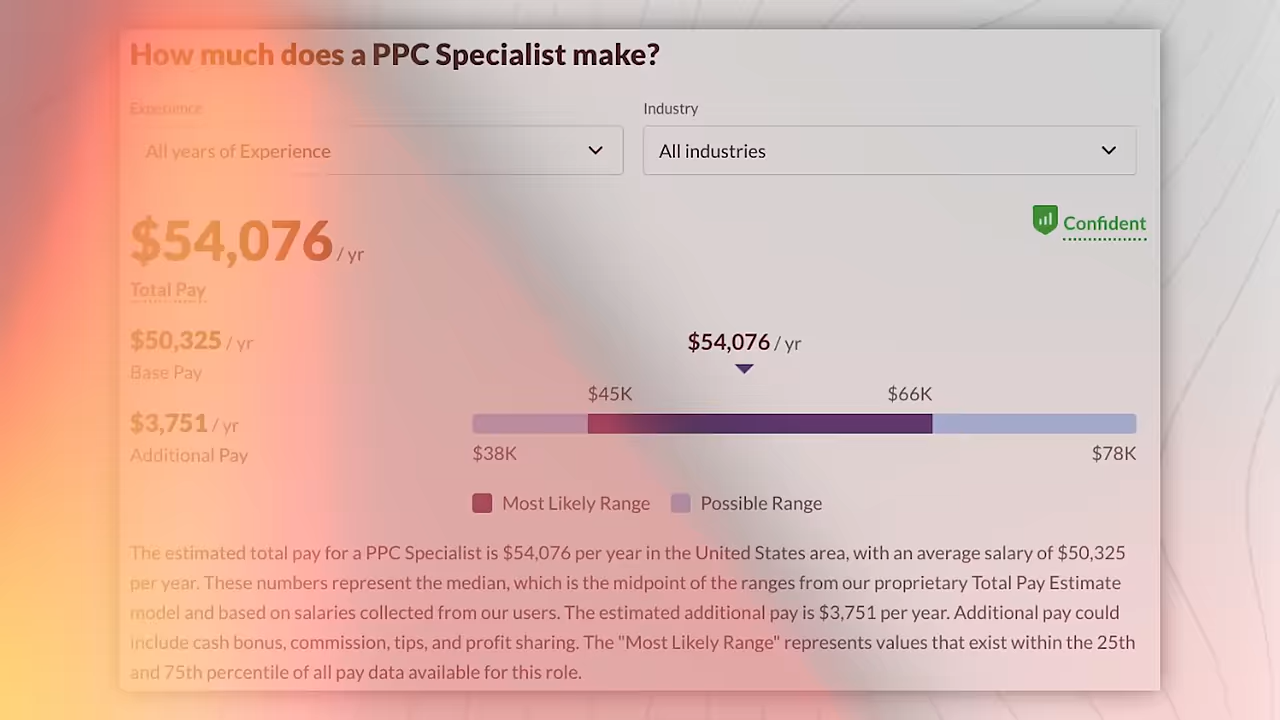 How much does a PPC Specialist make?
Experience
Industry
All years of Experience
All industries
$54,076 / yr
Confident
Total Pay
$50,325 / yr
Base Pay
$3,751 / yr
Additional Pay
$54,076 / yr
$45K
$66K
$38K
$78K
Most Likely Range
Possible Range
The estimated total pay for a PPC Specialist is $54,076 per year in the United States area, with an average salary of $50,325
per year. These numbers represent the median, which is the midpoint of the ranges from our proprietary Total Pay Estimate
model and based on salaries collected from our users. The estimated additional pay is $3,751 per year. Additional pay could
include cash bonus, commission, tips, and profit sharing. The "Most Likely Range" represents values that exist within the 25th
and 75th percentile of all pay data available for this role.